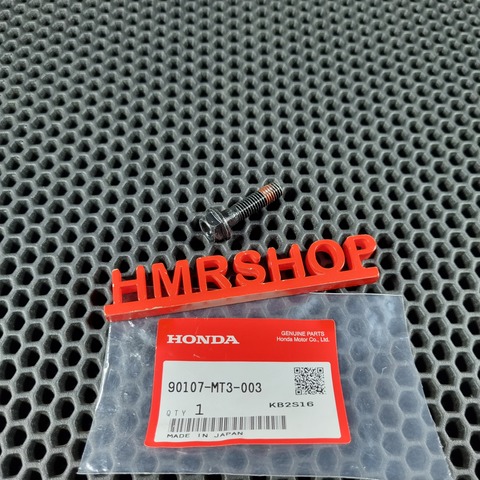 HMRSHOP
HONDA
GENUINE PARTS
Honda Motor Co., Ltd.
90107-MT3-003
QTY 1
KB2S16
MADE IN JAPAN